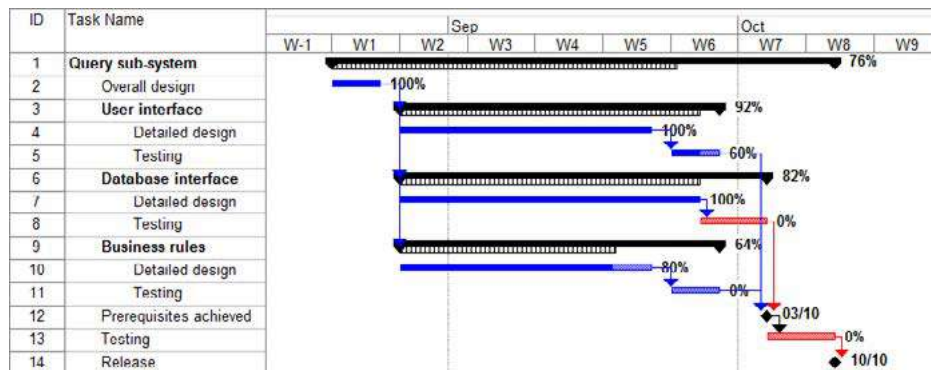 ID Task Name Sep Oct
W-1 W1 W2 W3 W4 W5 W6 W7 W8 W9
1 Query sub-system 76%
2 Overall design 100%
3 User interface 92%
4 Detailed design 100%
5 Testing 60%
6 Database interface 82%
7 Detailed design 100%
8 Testing 0%
9 Business rules 64%
10 Detailed design 80%
11 Testing 0%
12 Prerequisites achieved 03/10
13 Testing 0%
14 Release 10/10